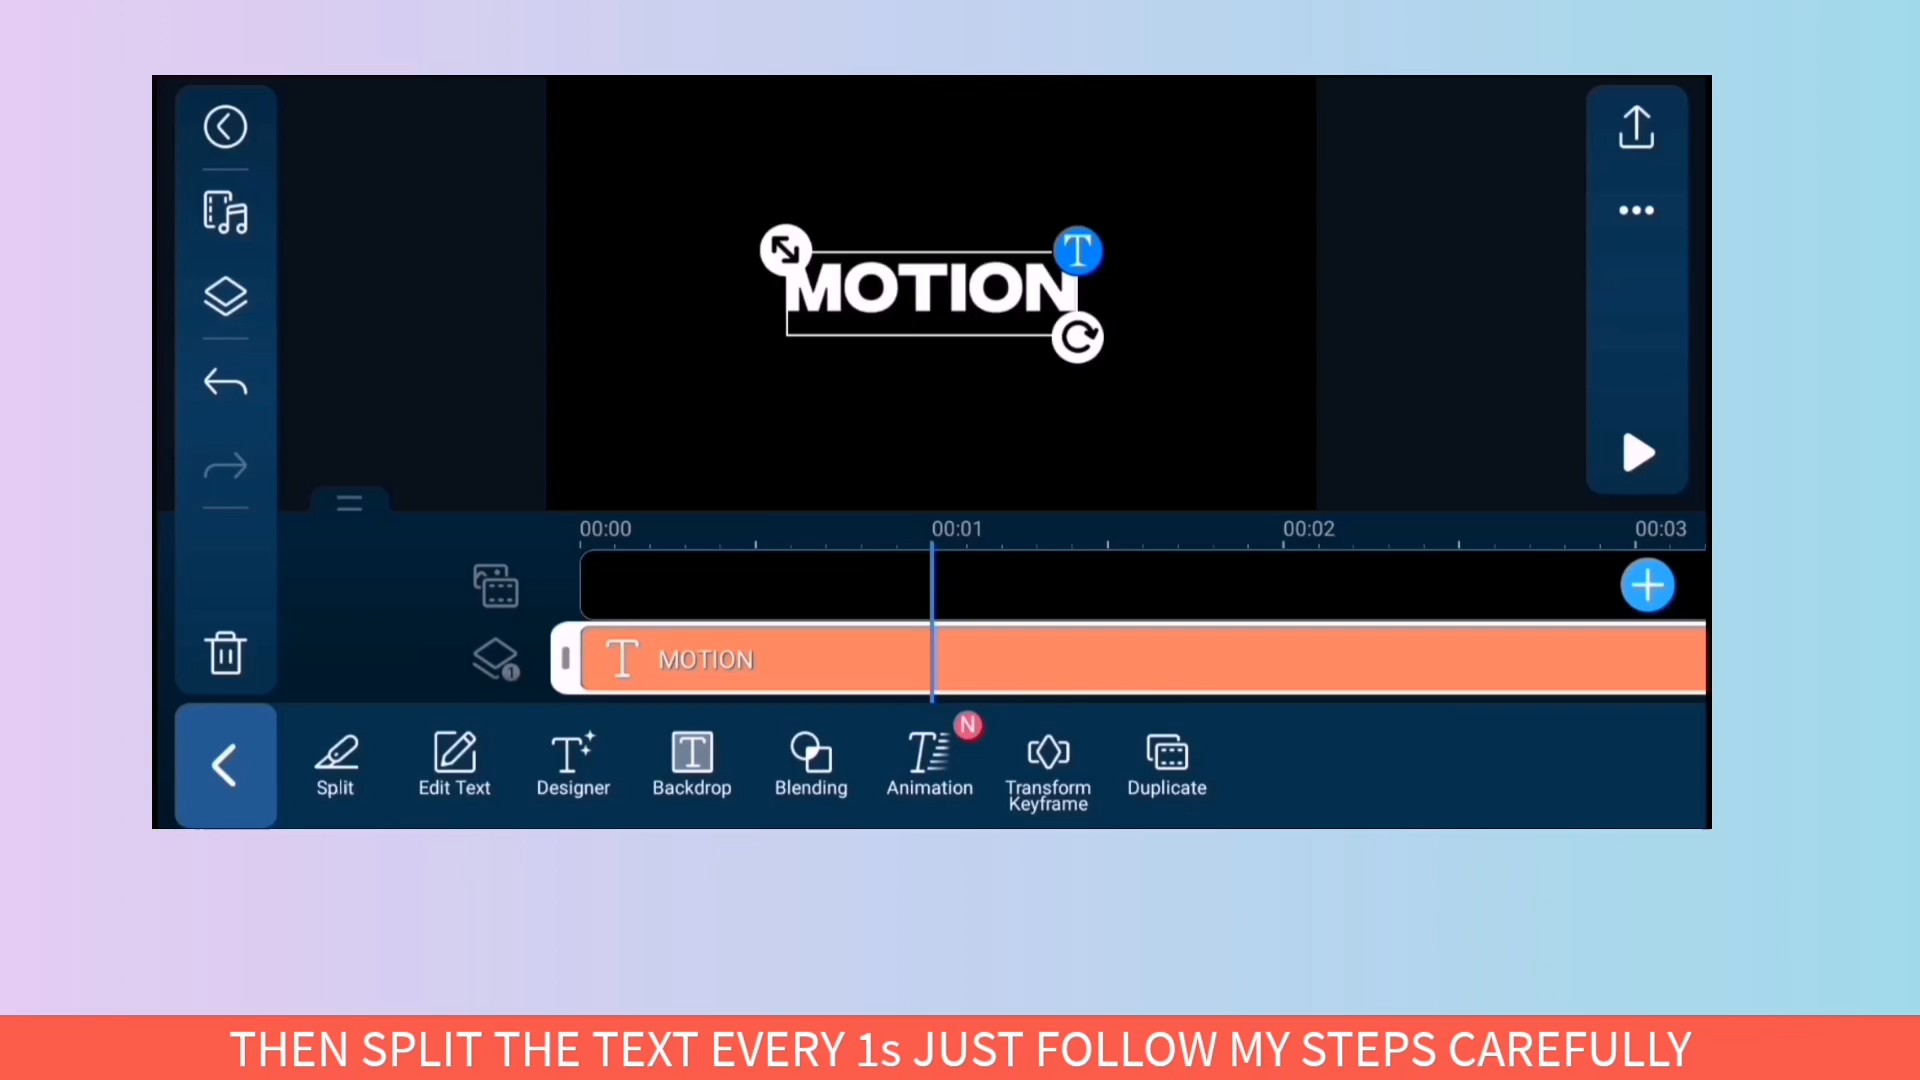 MOTION
T
00:00
00:01
00:02
00:03
T MOTION
1
N
Split
Edit Text
Designer
Backdrop
Blending
Animation
Transform
Keyframe
Duplicate
THEN SPLIT THE TEXT EVERY 1s JUST FOLLOW MY STEPS CAREFULLY